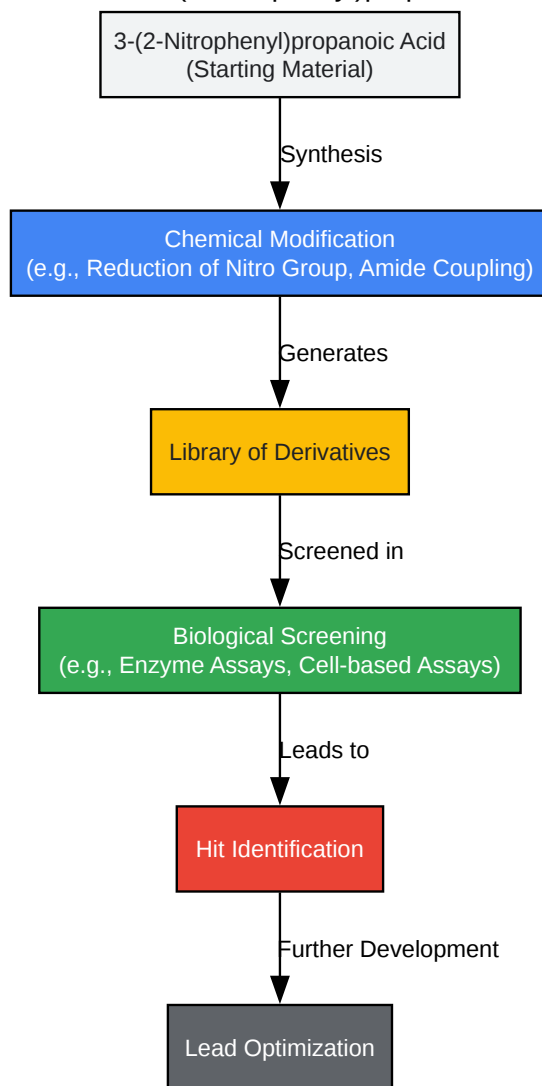 3-(2-Nitrophenyl)propanoic Acid
(Starting Material)
Synthesis
Chemical Modification
(e.g., Reduction of Nitro Group, Amide Coupling)
Generates
Library of Derivatives
Screened in
Biological Screening
(e.g., Enzyme Assays, Cell-based Assays)
Leads to
Hit Identification
Further Development
Lead Optimization